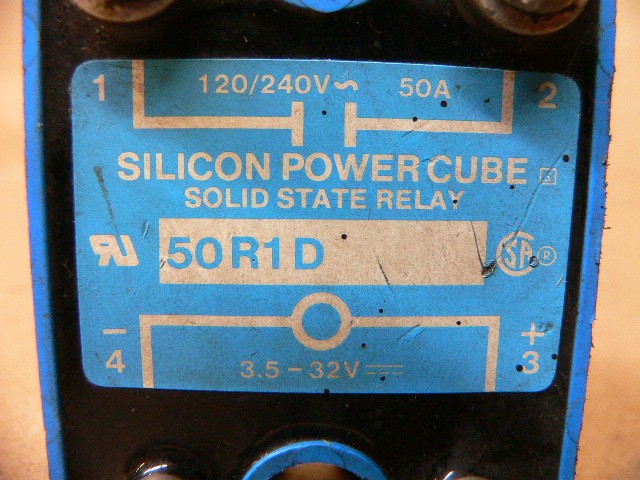 1 120/240V~ 50A 2
SILICON POWER CUBE
SOLID STATE RELAY
50R1D
− +
4 3.5-32V⎓ 3